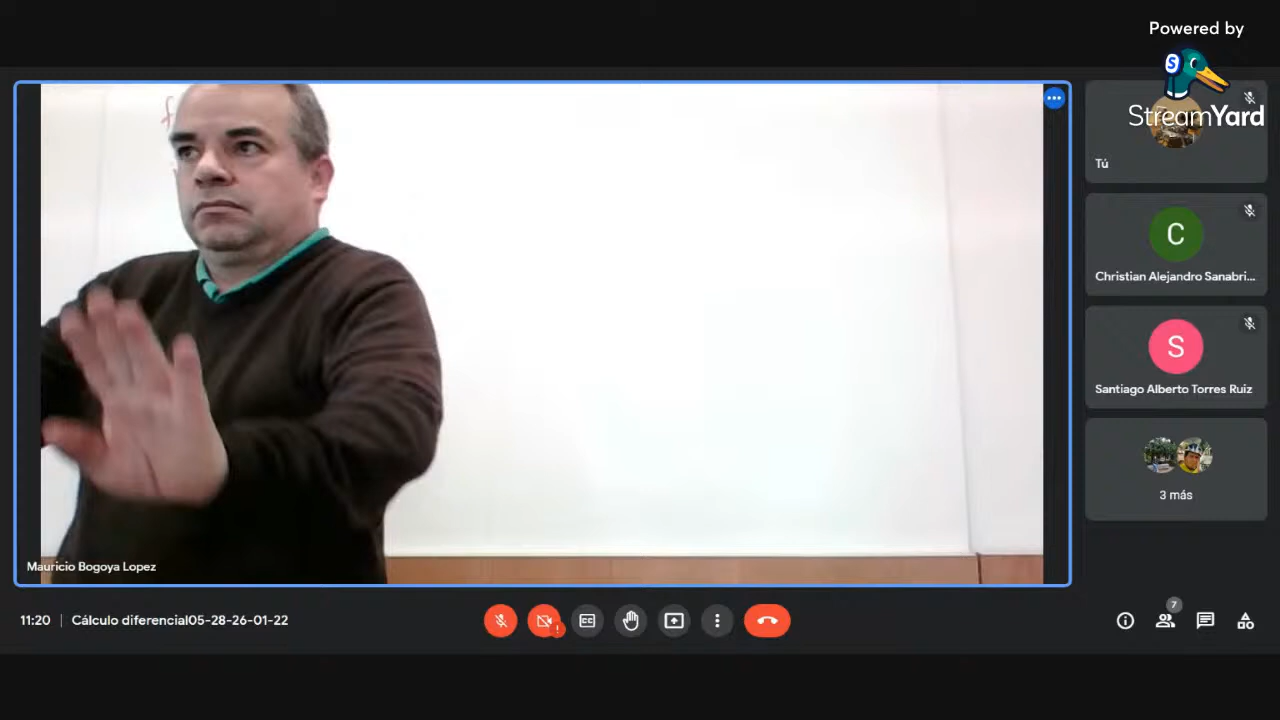 Powered by
StreamYard
Tú
C
Christian Alejandro Sanabri...
S
Santiago Alberto Torres Ruiz
3 más
Mauricio Bogoya Lopez
11:20 | Cálculo diferencial05-28-26-01-22
7